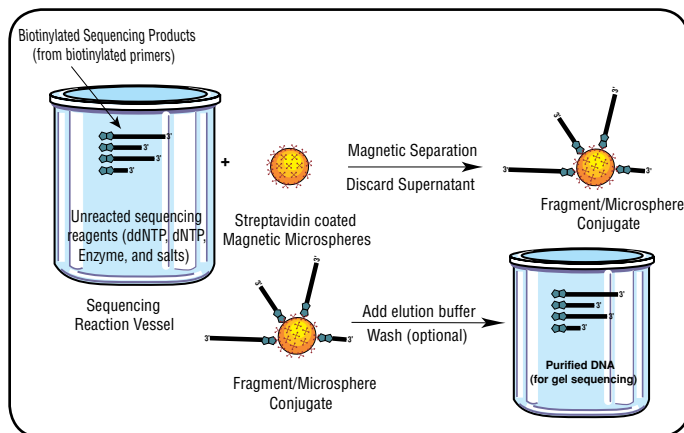 Biotinylated Sequencing Products
(from biotinylated primers)
3'
3'
3'
3'
Unreacted sequencing
reagents (ddNTP, dNTP,
Enzyme, and salts)
Sequencing
Reaction Vessel
+
Streptavidin coated
Magnetic Microspheres
Magnetic Separation
Discard Supernatant
3'
3'
3'
3'
Fragment/Microsphere
Conjugate
3'
3'
3'
3'
Fragment/Microsphere
Conjugate
Add elution buffer
Wash (optional)
3'
3'
3'
3'
Purified DNA
(for gel sequencing)